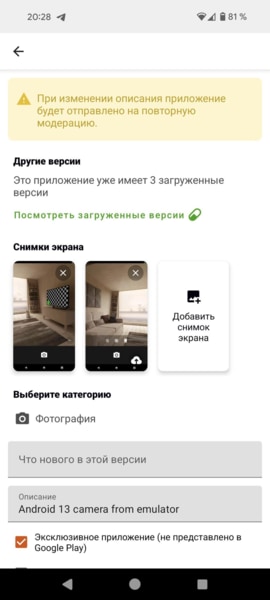 20:28
81 %
При изменении описания приложение
будет отправлено на повторную
модерацию.
Другие версии
Это приложение уже имеет 3 загруженные
версии
Посмотреть загруженные версии
Снимки экрана
Добавить
снимок
экрана
Выберите категорию
Фотография
Что нового в этой версии
Описание
Android 13 camera from emulator
Эксклюзивное приложение (не представлено в
Google Play)